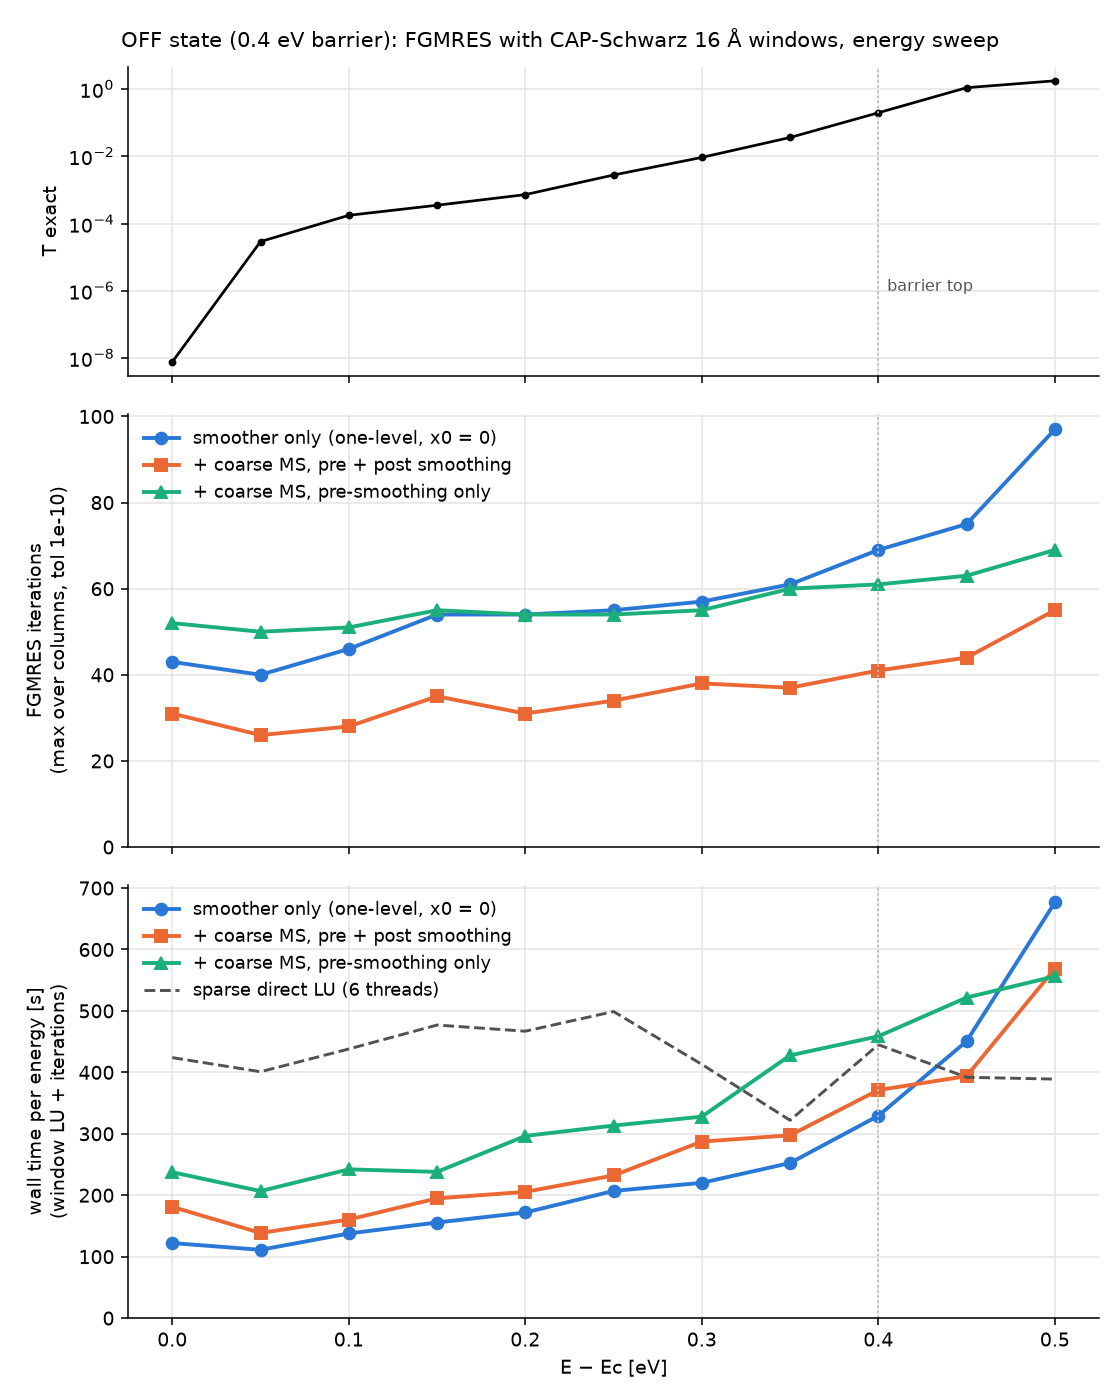 OFF state (0.4 eV barrier): FGMRES with CAP-Schwarz 16 Å windows, energy sweep
T exact
10⁰
10⁻²
10⁻⁴
10⁻⁶
10⁻⁸
barrier top
FGMRES iterations
(max over columns, tol 1e-10)
100
80
60
40
20
0
smoother only (one-level, x0 = 0)
+ coarse MS, pre + post smoothing
+ coarse MS, pre-smoothing only
wall time per energy [s]
(window LU + iterations)
700
600
500
400
300
200
100
0
smoother only (one-level, x0 = 0)
+ coarse MS, pre + post smoothing
+ coarse MS, pre-smoothing only
sparse direct LU (6 threads)
0.0 0.1 0.2 0.3 0.4 0.5
E − Ec [eV]